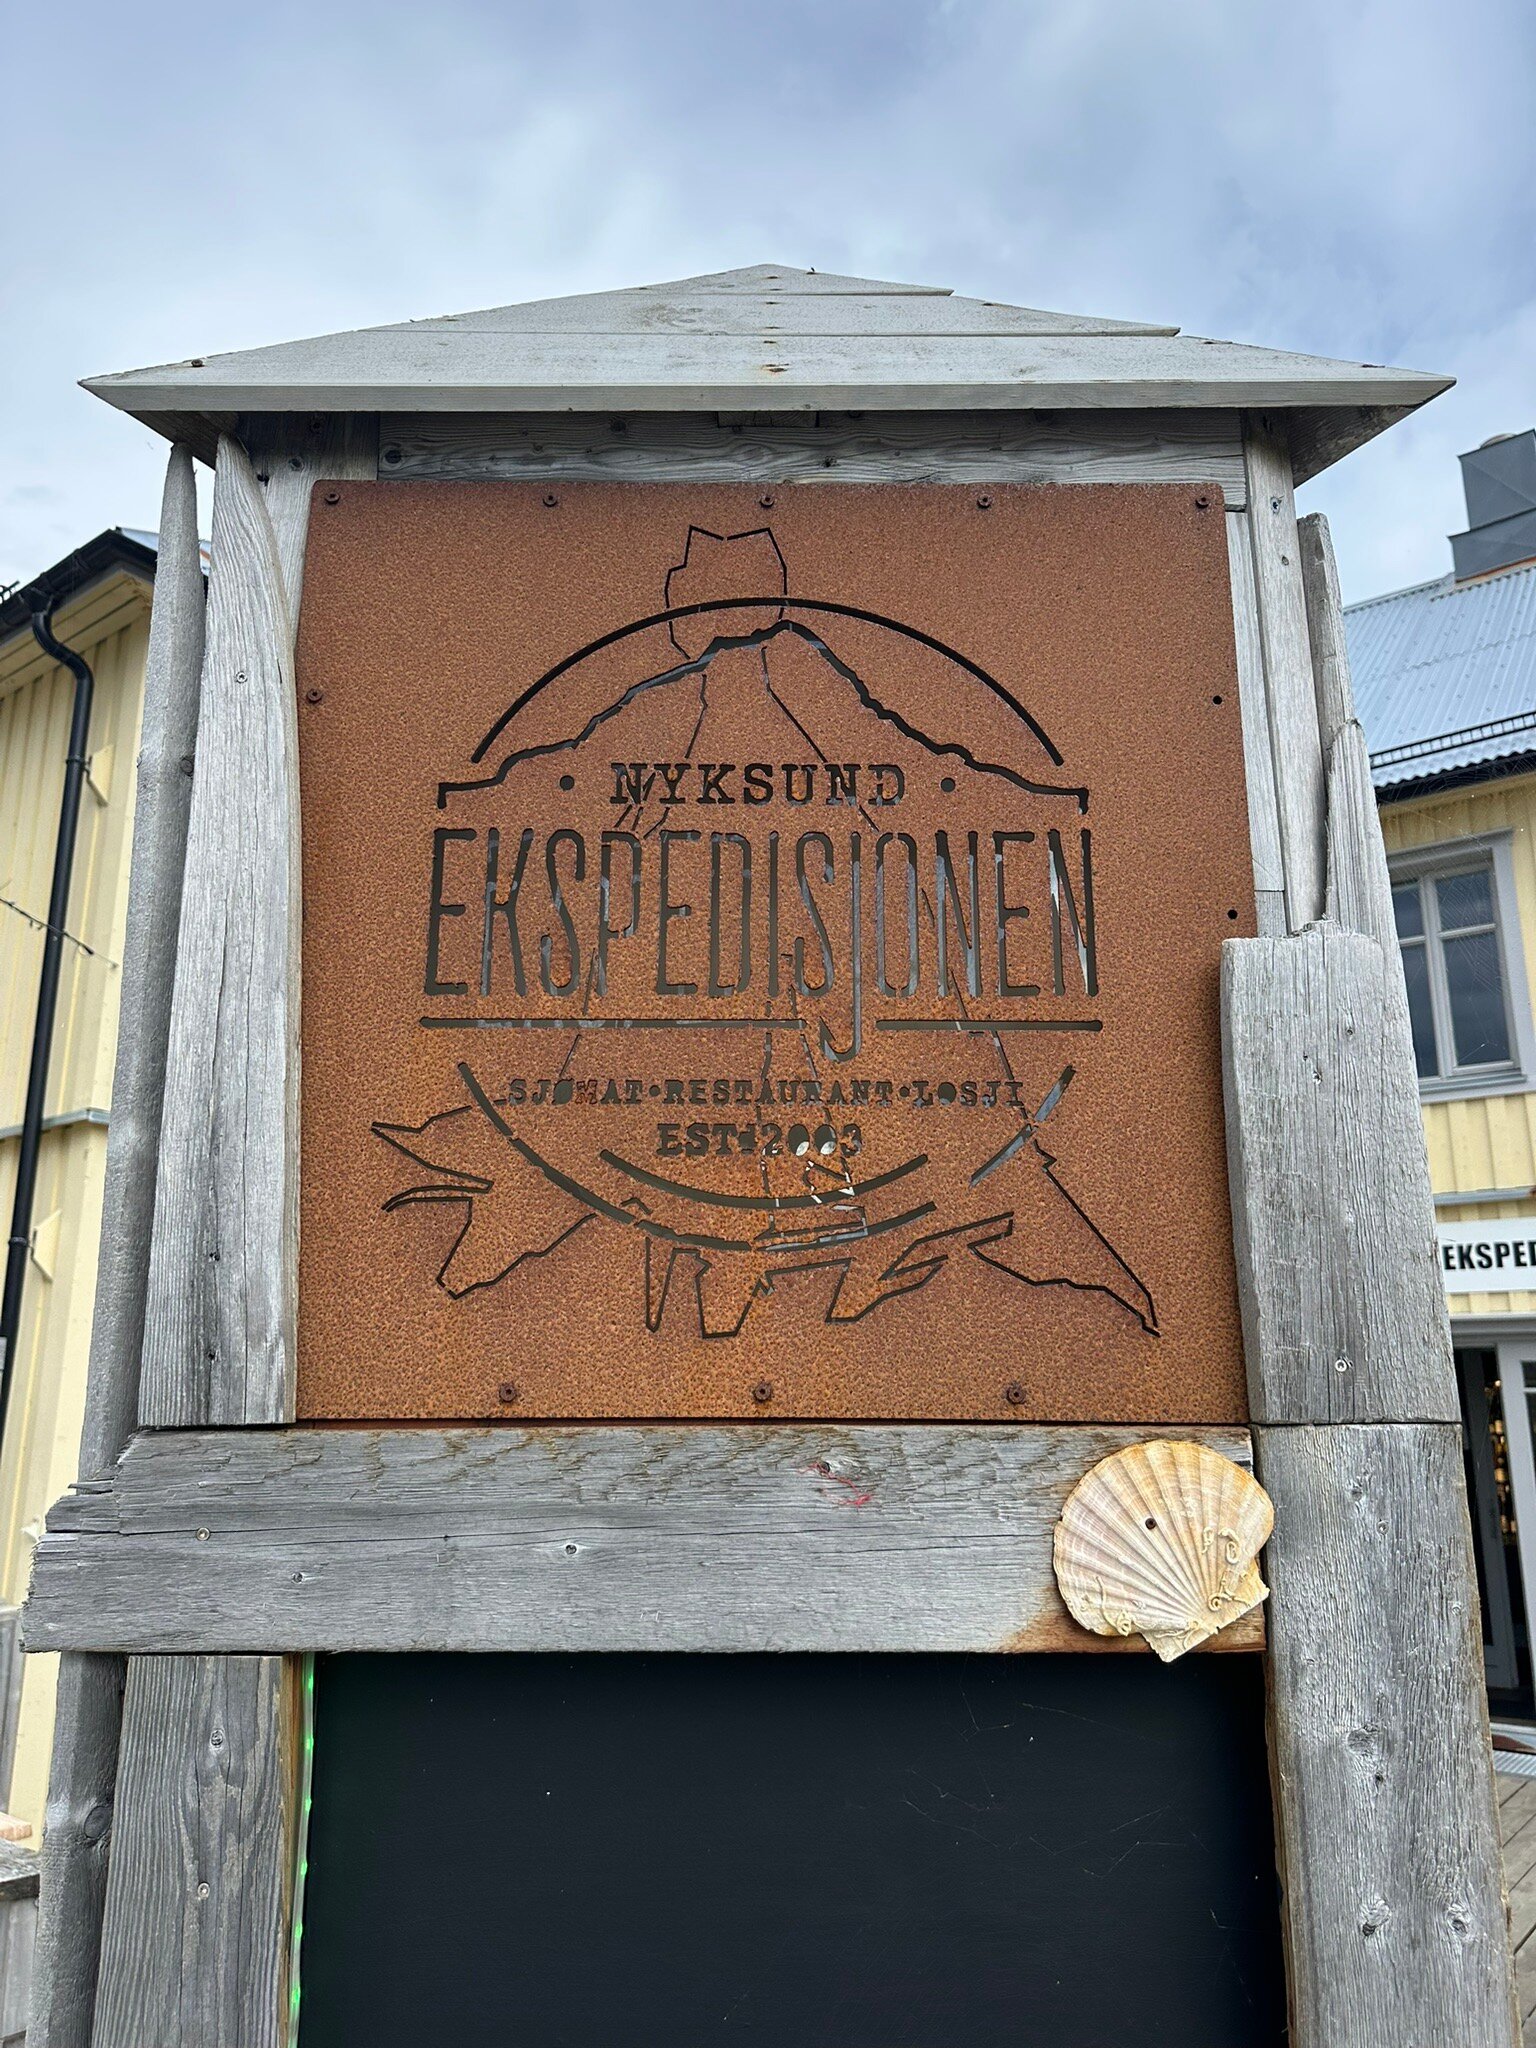 • NYKSUND •
EKSPEDISJONEN
SJØMAT•RESTAURANT•LOSJI
EST:2003
EKSPED